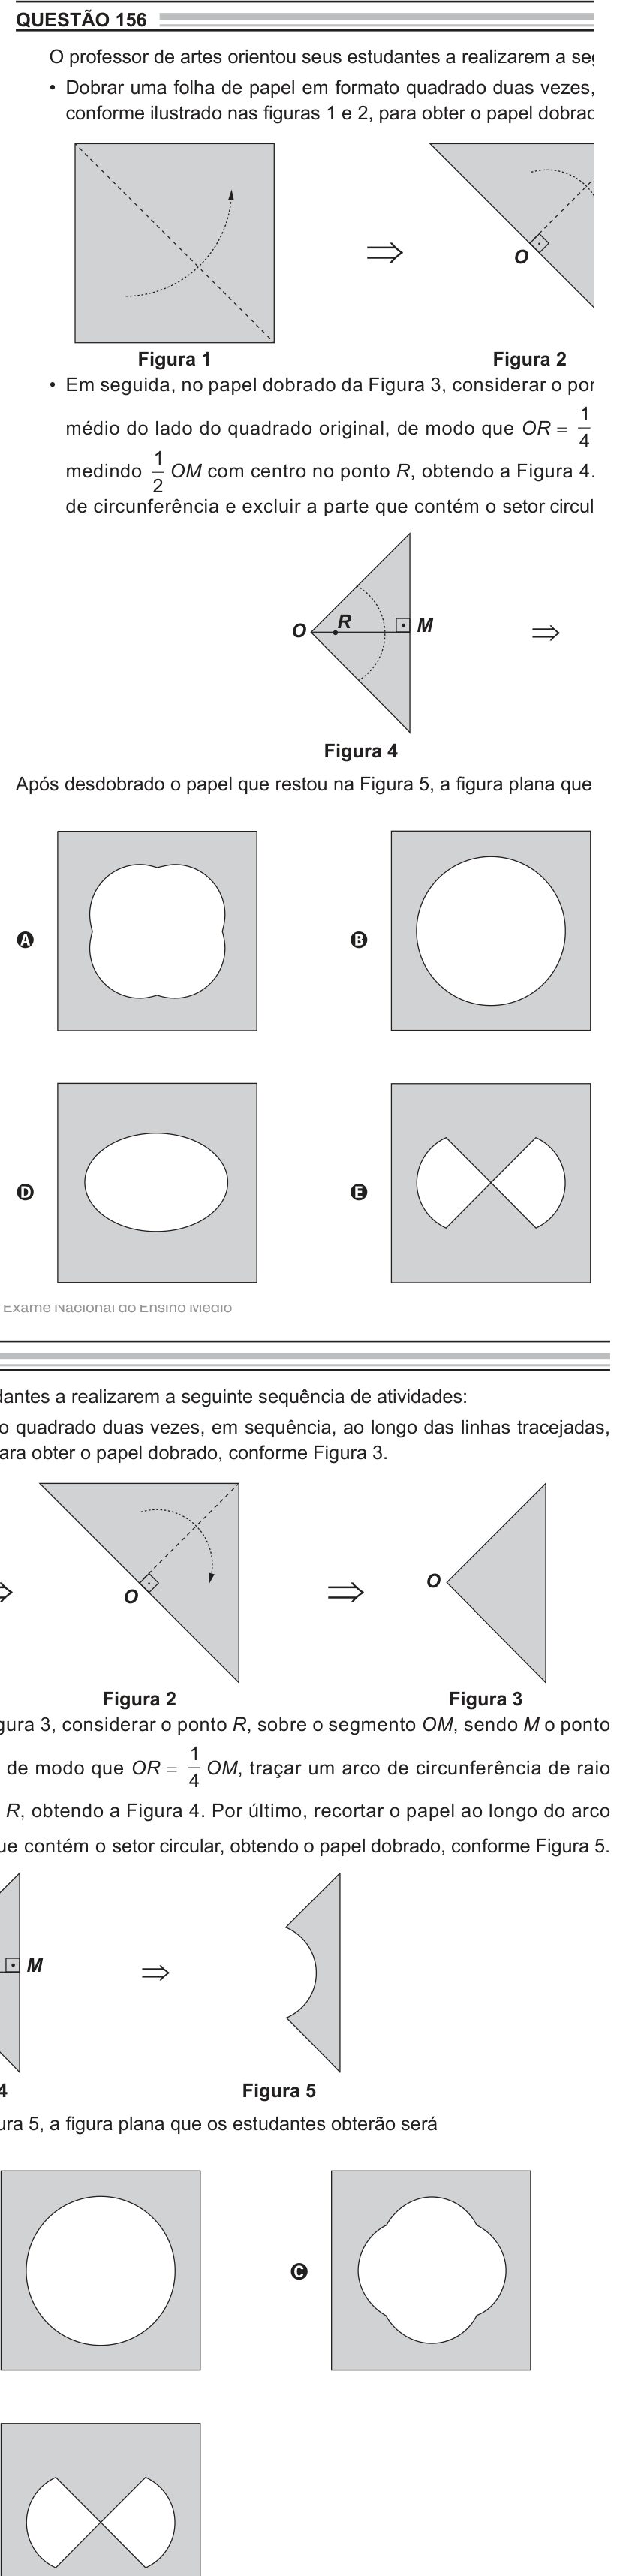 QUESTÃO 156
O professor de artes orientou seus estudantes a realizarem a seg
• Dobrar uma folha de papel em formato quadrado duas vezes,
conforme ilustrado nas figuras 1 e 2, para obter o papel dobrad
O
Figura 1
Figura 2
• Em seguida, no papel dobrado da Figura 3, considerar o por
médio do lado do quadrado original, de modo que OR = 1/4
medindo 1/2 OM com centro no ponto R, obtendo a Figura 4.
de circunferência e excluir a parte que contém o setor circul
O R M
Figura 4
Após desdobrado o papel que restou na Figura 5, a figura plana que
A
B
D
E
Exame Nacional do Ensino Médio
dantes a realizarem a seguinte sequência de atividades:
o quadrado duas vezes, em sequência, ao longo das linhas tracejadas,
ara obter o papel dobrado, conforme Figura 3.
O
O
Figura 2
Figura 3
gura 3, considerar o ponto R, sobre o segmento OM, sendo M o ponto
de modo que OR = 1/4 OM, traçar um arco de circunferência de raio
R, obtendo a Figura 4. Por último, recortar o papel ao longo do arco
ue contém o setor circular, obtendo o papel dobrado, conforme Figura 5.
M
4
Figura 5
ura 5, a figura plana que os estudantes obterão será
C